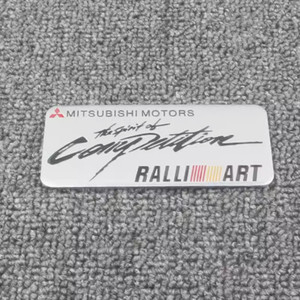 MITSUBISHI MOTORS
the spirit of
Competition
RALLI ART